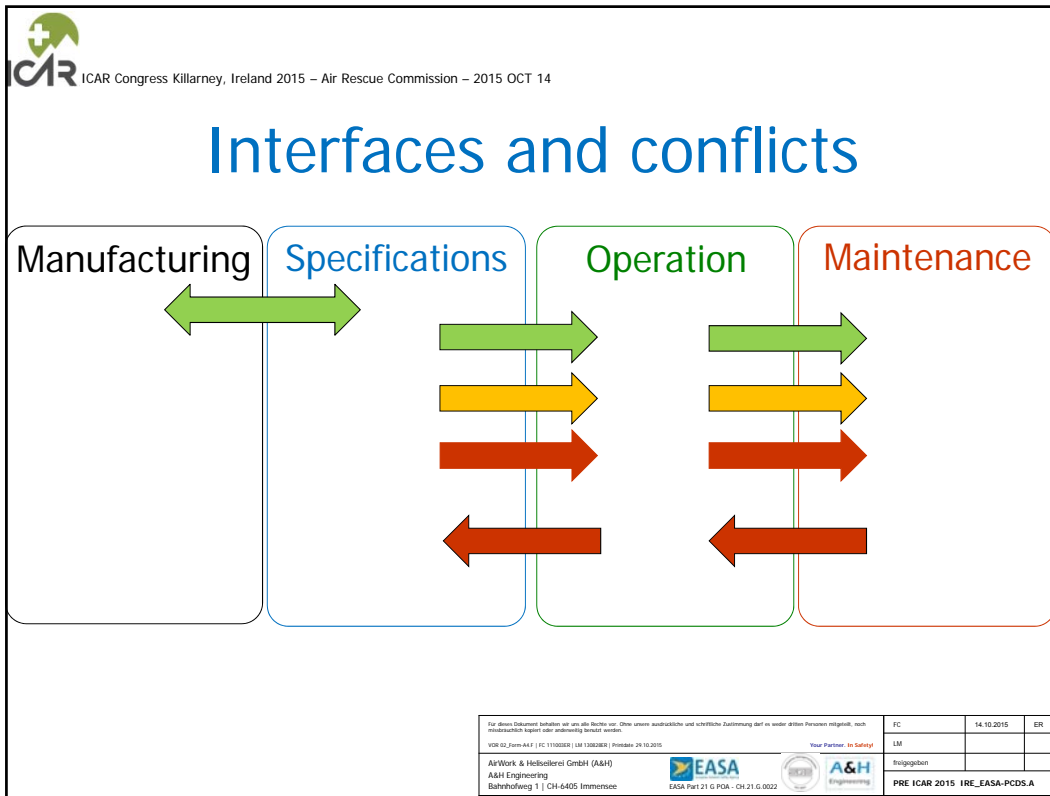 ICAR
ICAR Congress Killarney, Ireland 2015 – Air Rescue Commission – 2015 OCT 14
Interfaces and conflicts
Manufacturing
Specifications
Operation
Maintenance
Für dieses Dokument behalten wir uns alle Rechte vor. Ohne unsere ausdrückliche und schriftliche Zustimmung darf es weder dritten Personen mitgeteilt, noch
missbräuchlich kopiert oder anderweitig benutzt werden.
VOR 02_Form-A4.F | FC 111003ER | LM 130828ER | Printdate 29.10.2015
Your Partner. In Safety!
AirWork & Heliseilerei GmbH (A&H)
A&H Engineering
Bahnhofweg 1 | CH-6405 Immensee
EASA
EASA Part 21 G POA - CH.21.G.0022
A&H
Engineering
FC 14.10.2015 ER
LM
freigegeben
PRE ICAR 2015 IRE_EASA-PCDS.A